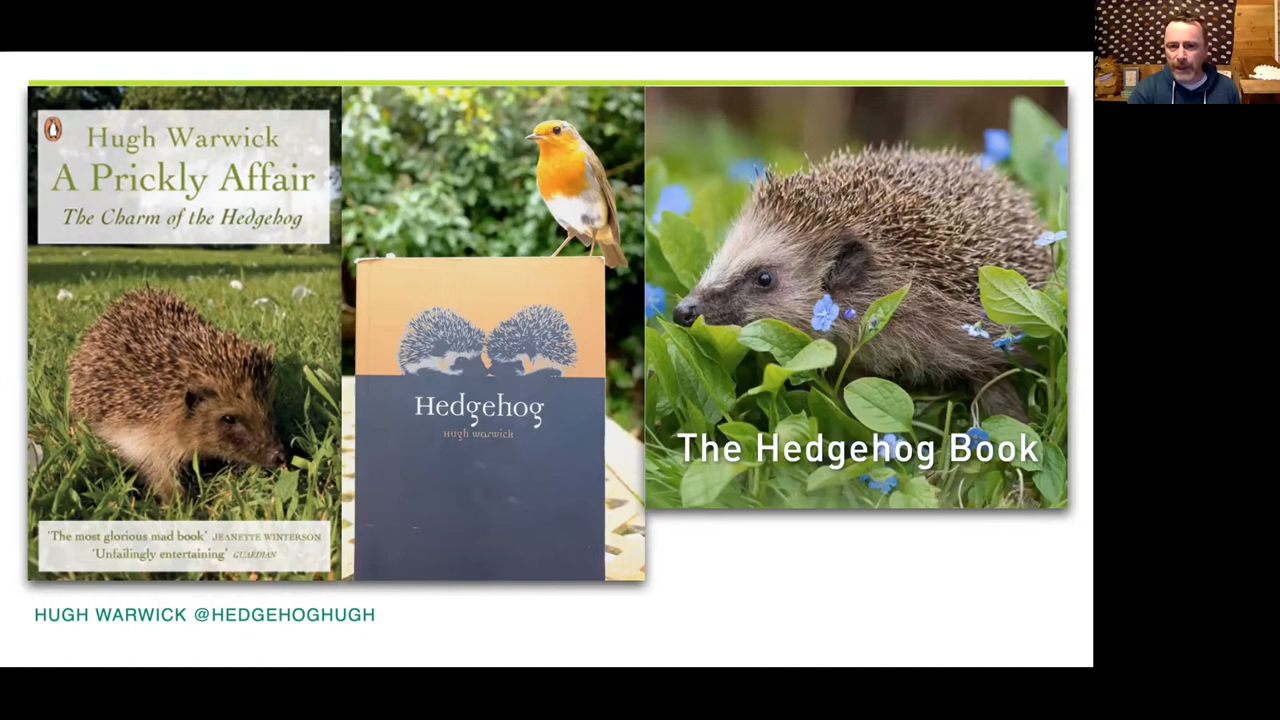 Hugh Warwick
A Prickly Affair
The Charm of the Hedgehog
'The most glorious mad book' JEANETTE WINTERSON
'Unfailingly entertaining' GUARDIAN
Hedgehog
Hugh Warwick
The Hedgehog Book
HUGH WARWICK @HEDGEHOGHUGH